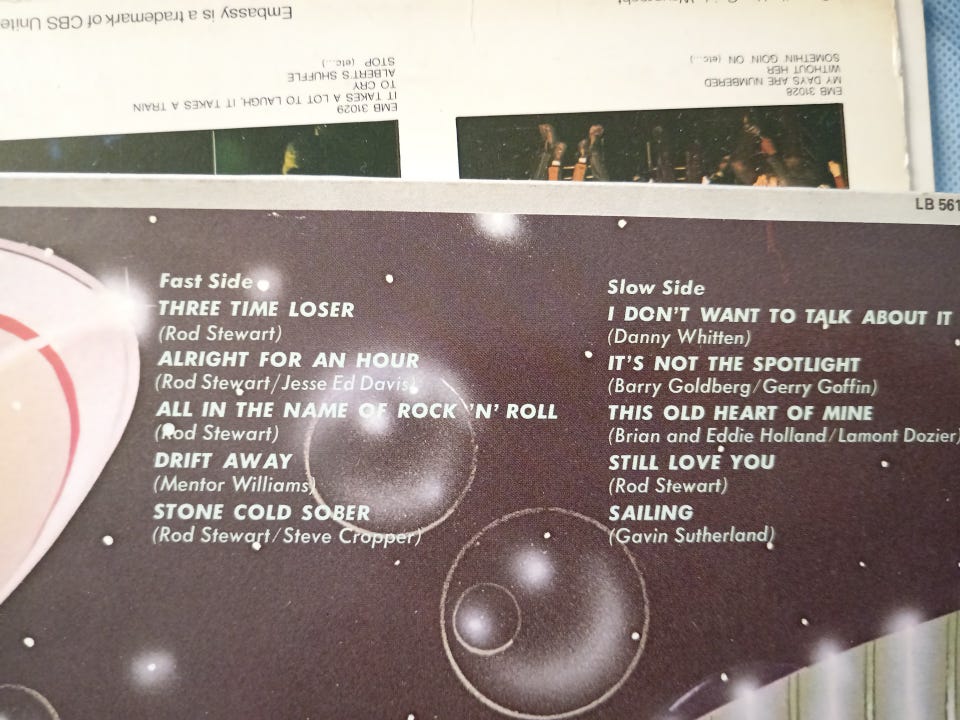 Embassy is a trademark of CBS
EMB 31029
IT TAKES A LOT TO LAUGH, IT TAKES A TRAIN
TO CRY
ALBERT'S SHUFFLE
STOP (etc...)
EMB 31028
MY DAYS ARE NUMBERED
WITHOUT HER
SOMETHIN' GOIN' ON (etc...)
LB 561
Fast Side
THREE TIME LOSER
(Rod Stewart)
ALRIGHT FOR AN HOUR
(Rod Stewart/Jesse Ed Davis)
ALL IN THE NAME OF ROCK 'N' ROLL
(Rod Stewart)
DRIFT AWAY
(Mentor Williams)
STONE COLD SOBER
(Rod Stewart/Steve Cropper)
Slow Side
I DON'T WANT TO TALK ABOUT IT
(Danny Whitten)
IT'S NOT THE SPOTLIGHT
(Barry Goldberg/Gerry Goffin)
THIS OLD HEART OF MINE
(Brian and Eddie Holland/Lamont Dozier)
STILL LOVE YOU
(Rod Stewart)
SAILING
(Gavin Sutherland)